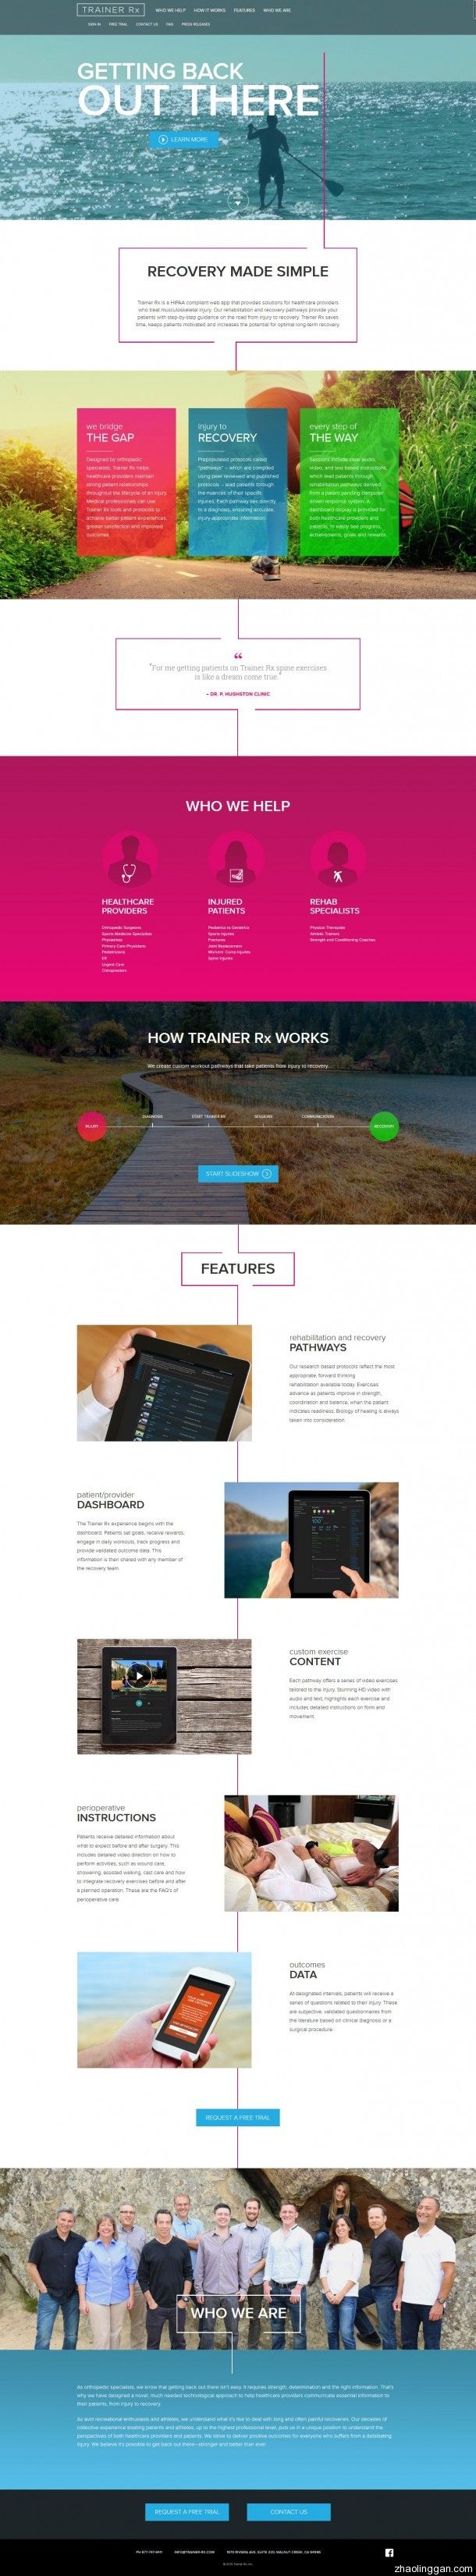 TRAINER Rx
WHO WE HELP HOW IT WORKS FEATURES WHO WE ARE
SIGN IN FREE TRIAL CONTACT US FAQ PRESS RELEASES
GETTING BACK
OUT THERE
LEARN MORE
RECOVERY MADE SIMPLE
Trainer Rx is a HIPAA compliant web app that provides solutions for healthcare providers
who treat musculoskeletal injury. Our rehabilitation and recovery pathways provide your
patients with step-by-step guidance on the road from injury to recovery. Trainer Rx saves
time, keeps patients motivated and increases the potential for optimal long-term recovery.
we bridge
THE GAP
Designed by orthopedic
specialists, Trainer Rx helps
healthcare providers maintain
strong patient relationships
throughout the lifecycle of an injury.
Medical professionals can use
Trainer Rx tools and protocols to
achieve better patient experiences,
greater satisfaction and improved
outcomes.
injury to
RECOVERY
Preprescribed protocols called
"pathways" – which are compiled
using peer reviewed and published
protocols – lead patients through
the nuances of their specific
injuries. Each pathway sets directly
to a diagnosis, ensuring accurate,
injury-appropriate information.
every step of
THE WAY
Sessions include clear audio,
video, and text based instructions,
which lead patients through
rehabilitation pathways derived
from a patent pending metadata-
driven response system. A
dashboard display is provided for
both healthcare providers and
patients, to easily see progress,
achievements, goals and rewards.
“
"For me getting patients on Trainer Rx spine exercises
is like a dream come true."
– DR. P. HUGHSTON CLINIC
WHO WE HELP
HEALTHCARE
PROVIDERS
Orthopedic Surgeons
Sports Medicine Specialists
Physiatrists
Primary Care Physicians
Pediatricians
ER
Urgent Care
Chiropractors
INJURED
PATIENTS
Pediatrics to Geriatrics
Sports Injuries
Fractures
Joint Replacement
Workers' Comp Injuries
Spinal Injuries
REHAB
SPECIALISTS
Physical Therapists
Athletic Trainers
Strength and Conditioning Coaches
HOW TRAINER Rx WORKS
We create custom workout pathways that take patients from injury to recovery.
INJURY
DIAGNOSIS START TRAINER RX SESSIONS COMMUNICATION
RECOVERY
START SLIDESHOW
FEATURES
rehabilitation and recovery
PATHWAYS
Our research-based protocols reflect the most
appropriate, forward thinking
rehabilitation available today. Exercises
advance as patients improve in strength,
coordination and balance, when the patient
indicates readiness. Biology of healing is always
taken into consideration.
patient/provider
DASHBOARD
The Trainer Rx experience begins with the
dashboard. Patients set goals, receive rewards,
engage in daily workouts, track progress and
provide validated outcome data. This
information is then shared with any member of
the recovery team.
custom exercise
CONTENT
Each pathway offers a series of video exercises
tailored to the injury. Stunning HD video with
audio and text, highlights each exercise and
includes detailed instructions on form and
movement.
perioperative
INSTRUCTIONS
Patients receive detailed information about
what to expect before and after surgery. This
includes detailed video direction on how to
perform activities, such as wound care,
showering, assisted walking, cast care and how
to integrate recovery exercises before and after
a planned operation. These are the FAQ's of
perioperative care.
outcomes
DATA
At designated intervals, patients will receive a
series of questions related to their injury. These
are subjective, validated questionnaires from
the literature based on clinical diagnosis or a
surgical procedure.
REQUEST A FREE TRIAL
WHO WE ARE
As orthopedic specialists, we know that getting back out there isn't easy. It requires strength, determination and the right information. That's
why we have designed a novel, much needed technological approach to help healthcare providers communicate essential information to
their patients, from injury to recovery.
As avid recreational enthusiasts and athletes, we understand what it's like to deal with long and often painful recoveries. Our decades of
collective experience treating patients and athletes, up to the highest professional level, puts us in a unique position to understand the
perspectives of both healthcare providers and patients. We strive to deliver positive outcomes for everyone who suffers from a debilitating
injury. We believe it's possible to get back out there– stronger and better than ever.
REQUEST A FREE TRIAL CONTACT US
INFO@TRAINER-RX.COM
zhaolinggan.com